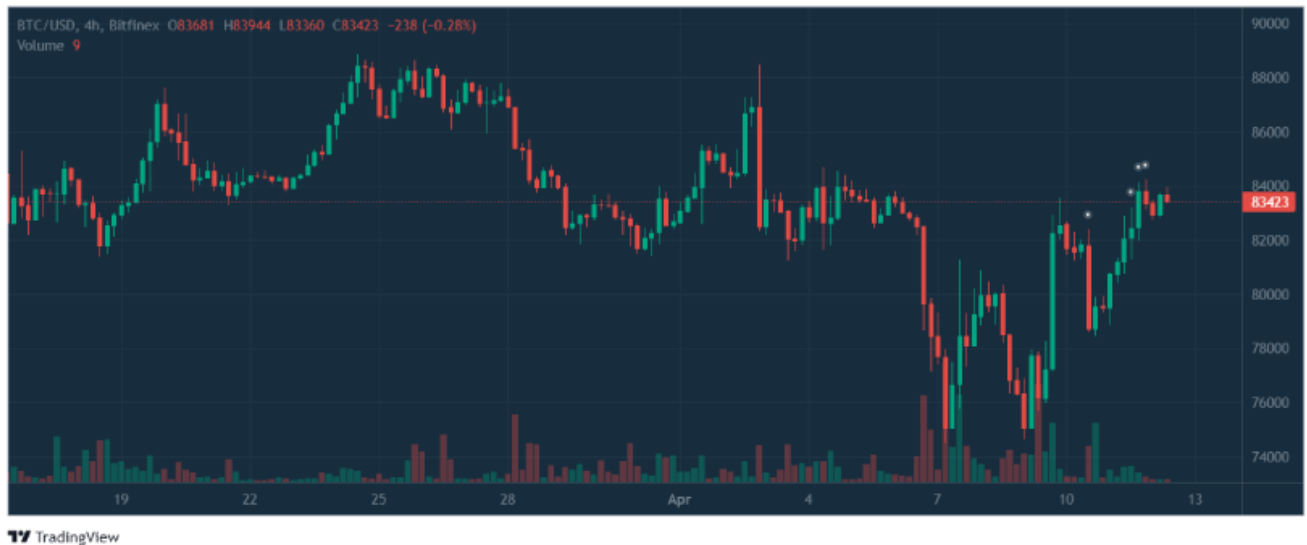 BTC/USD, 4h, Bitfinex O83681 H83944 L83360 C83423 -238 (-0.28%)
Volume 9
90000
88000
86000
84000
83423
82000
80000
78000
76000
74000
19 22 25 28 Apr 4 7 10 13
TradingView